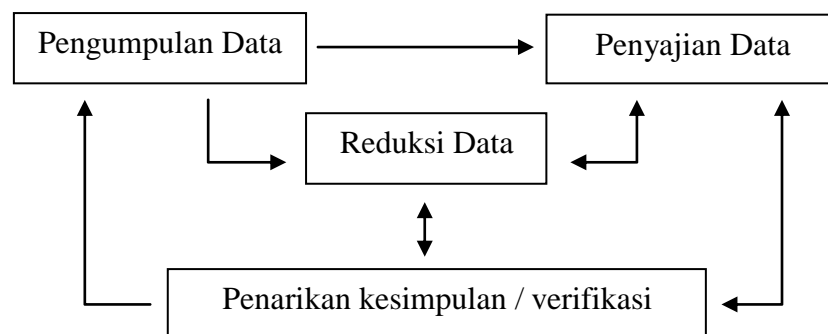 Pengumpulan Data
Penyajian Data
Reduksi Data
Penarikan kesimpulan / verifikasi